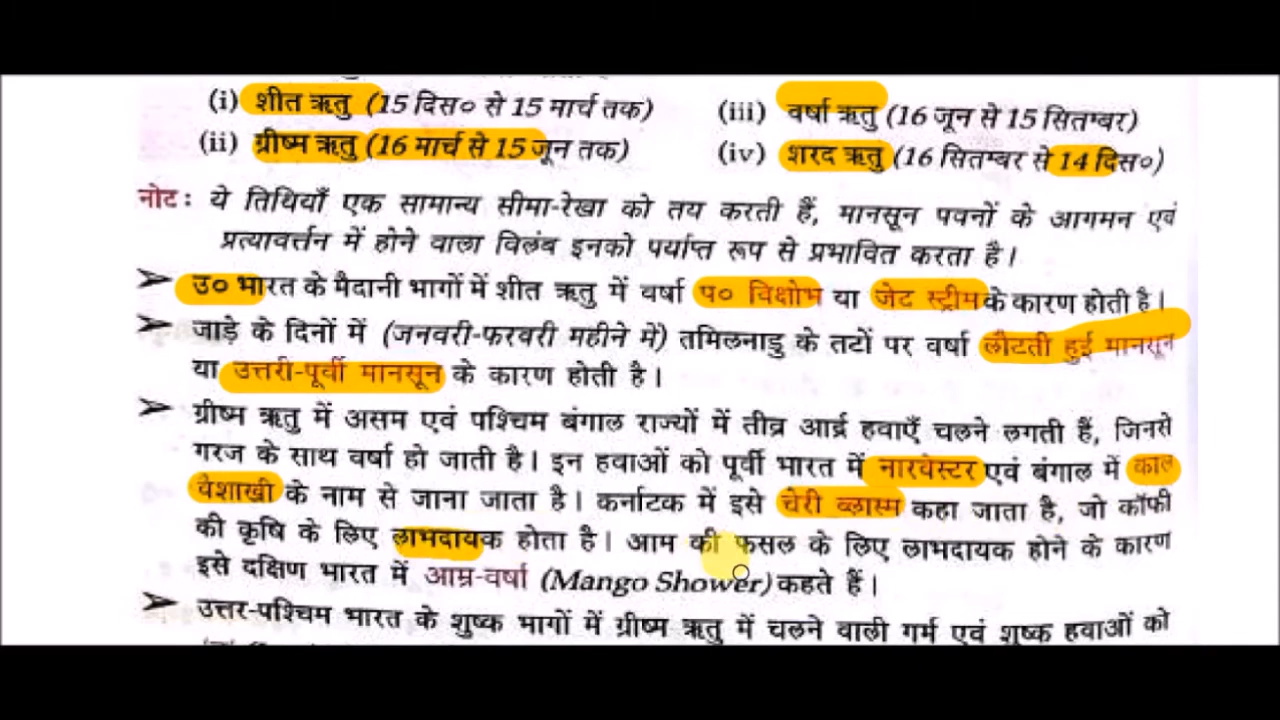 (i) शीत ऋतु (15 दिस० से 15 मार्च तक) (iii) वर्षा ऋतु (16 जून से 15 सितम्बर)
(ii) ग्रीष्म ऋतु (16 मार्च से 15 जून तक) (iv) शरद ऋतु (16 सितम्बर से 14 दिस०)
नोट: ये तिथियाँ एक सामान्य सीमा-रेखा को तय करती हैं, मानसून पवनों के आगमन एवं
प्रत्यावर्त्तन में होने वाला विलंब इनको पर्याप्त रूप से प्रभावित करता है।
➤ उ० भारत के मैदानी भागों में शीत ऋतु में वर्षा प० विक्षोभ या जेट स्ट्रीम के कारण होती है।
➤ जाड़े के दिनों में (जनवरी-फरवरी महीने में) तमिलनाडु के तटों पर वर्षा लौटती हुई मानसून
या उत्तरी-पूर्वी मानसून के कारण होती है।
➤ ग्रीष्म ऋतु में असम एवं पश्चिम बंगाल राज्यों में तीव्र आर्द्र हवाएँ चलने लगती हैं, जिनसे
गरज के साथ वर्षा हो जाती है। इन हवाओं को पूर्वी भारत में नारवेस्टर एवं बंगाल में काल
वैशाखी के नाम से जाना जाता है। कर्नाटक में इसे चेरी ब्लास्म कहा जाता है, जो कॉफी
की कृषि के लिए लाभदायक होता है। आम की फसल के लिए लाभदायक होने के कारण
इसे दक्षिण भारत में आम्र-वर्षा (Mango Shower) कहते हैं।
➤ उत्तर-पश्चिम भारत के शुष्क भागों में ग्रीष्म ऋतु में चलने वाली गर्म एवं शुष्क हवाओं को